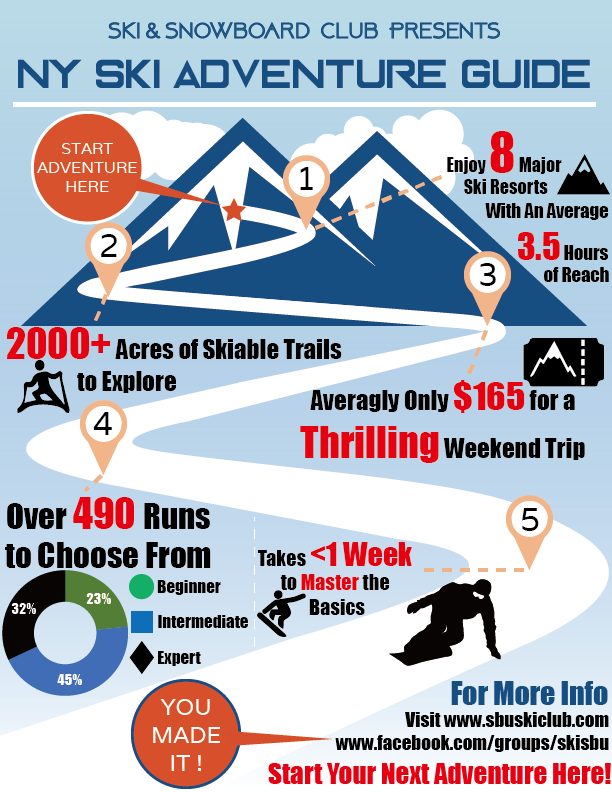 SKI & SNOWBOARD CLUB PRESENTS
NY SKI ADVENTURE GUIDE
START
ADVENTURE
HERE
1
Enjoy 8 Major
Ski Resorts
With An Average
3.5 Hours
of Reach
2
3
2000+ Acres of Skiable Trails
to Explore
Averagly Only $165 for a
Thrilling Weekend Trip
4
Over 490 Runs
to Choose From
32%
23%
45%
Beginner
Intermediate
Expert
5
Takes <1 Week
to Master the
Basics
YOU
MADE
IT !
For More Info
Visit www.sbuskiclub.com
www.facebook.com/groups/skisbu
Start Your Next Adventure Here!